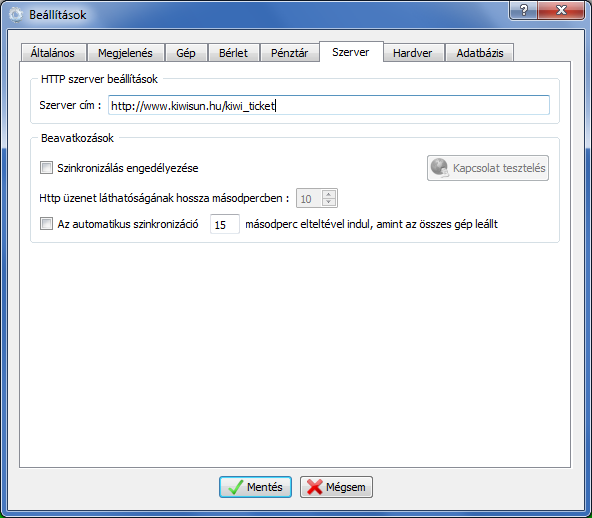 Beállítások
Általános Megjelenés Gép Bérlet Pénztár Szerver Hardver Adatbázis
HTTP szerver beállítások
Szerver cím : http://www.kiwisun.hu/kiwi_ticket
Beavatkozások
Szinkronizálás engedélyezése Kapcsolat tesztelés
Http üzenet láthatóságának hossza másodpercben : 10
Az automatikus szinkronizáció 15 másodperc elteltével indul, amint az összes gép leállt
Mentés Mégsem